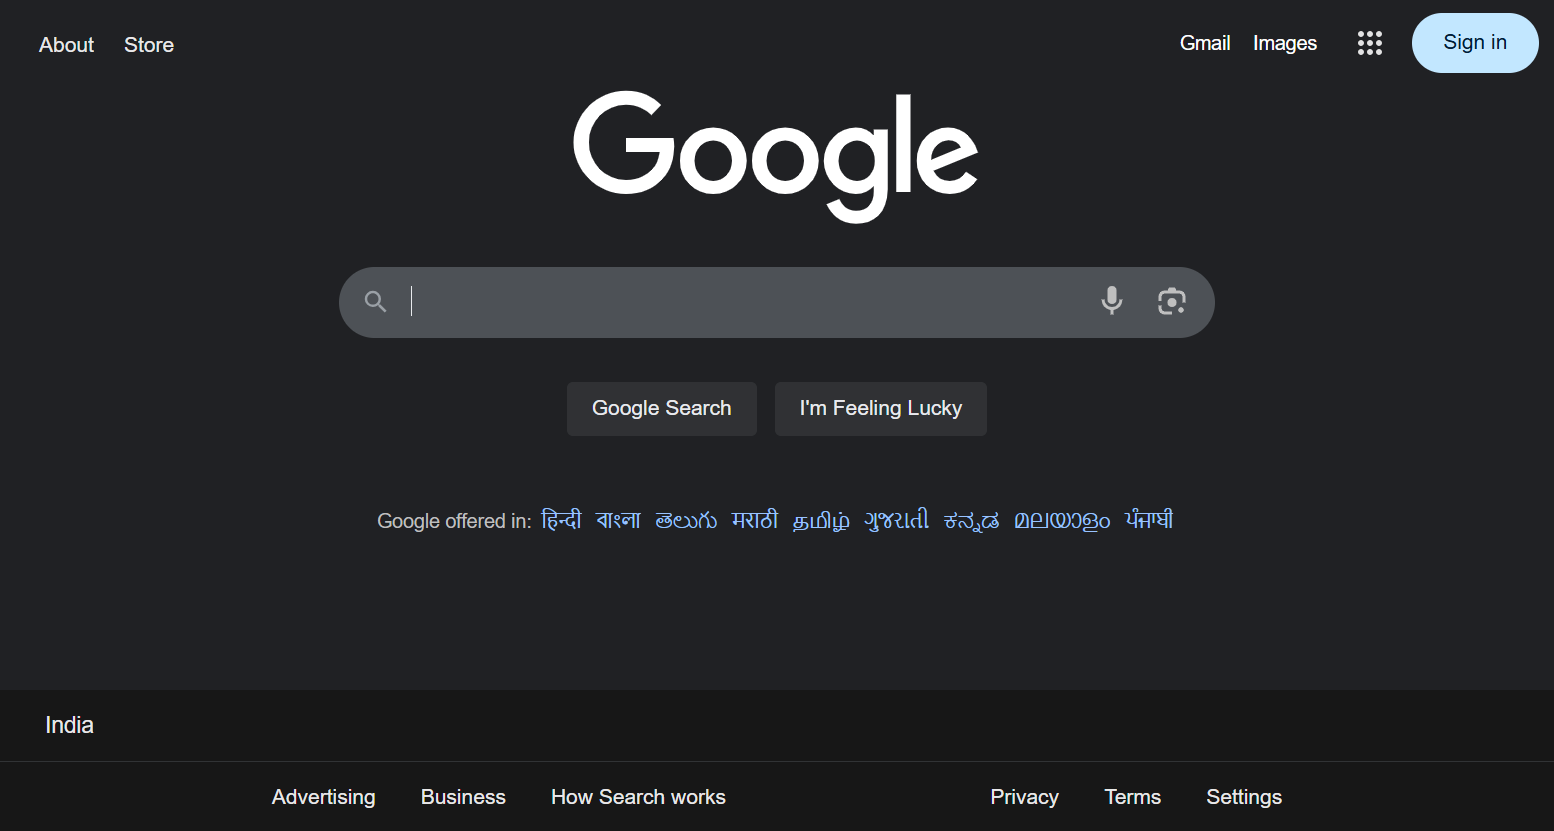 About Store Gmail Images Sign in
Google
Google Search I'm Feeling Lucky
Google offered in: हिन्दी বাংলা తెలుగు मराठी தமிழ் ગુજરાતી ಕನ್ನಡ മലയാളം ਪੰਜਾਬੀ
India
Advertising Business How Search works Privacy Terms Settings